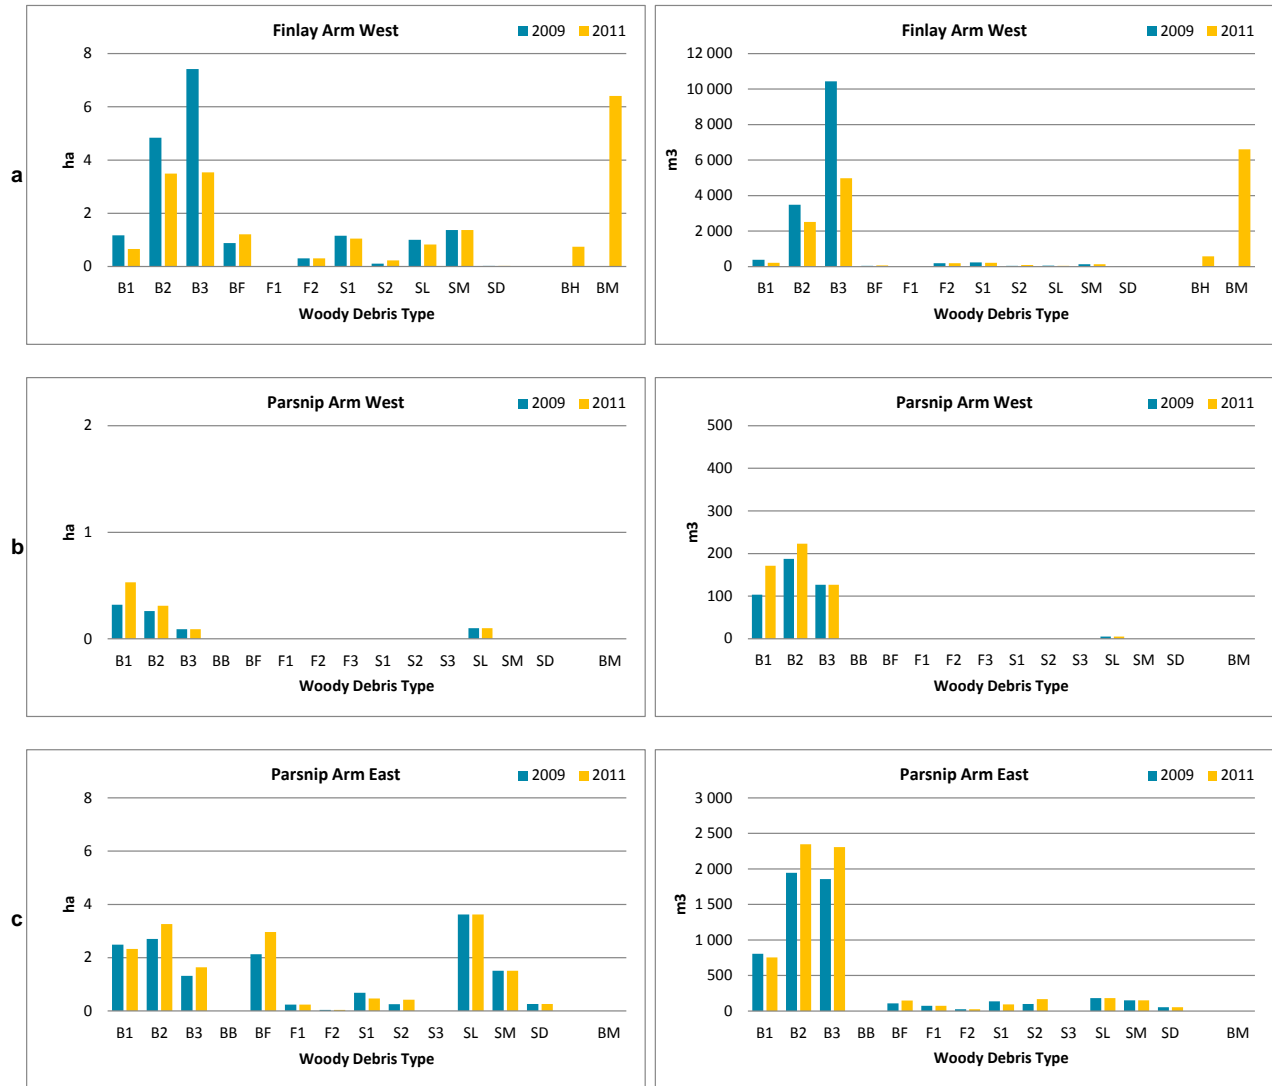 a
Finlay Arm West
2009 2011
ha
8
6
4
2
0
B1 B2 B3 BF F1 F2 S1 S2 SL SM SD BH BM
Woody Debris Type
Finlay Arm West
2009 2011
m3
12 000
10 000
8 000
6 000
4 000
2 000
0
B1 B2 B3 BF F1 F2 S1 S2 SL SM SD BH BM
Woody Debris Type
b
Parsnip Arm West
2009 2011
ha
2
1
0
B1 B2 B3 BB BF F1 F2 F3 S1 S2 S3 SL SM SD BM
Woody Debris Type
Parsnip Arm West
2009 2011
m3
500
400
300
200
100
0
B1 B2 B3 BB BF F1 F2 F3 S1 S2 S3 SL SM SD BM
Woody Debris Type
c
Parsnip Arm East
2009 2011
ha
8
6
4
2
0
B1 B2 B3 BB BF F1 F2 S1 S2 S3 SL SM SD BM
Woody Debris Type
Parsnip Arm East
2009 2011
m3
3 000
2 500
2 000
1 500
1 000
500
0
B1 B2 B3 BB BF F1 F2 S1 S2 S3 SL SM SD BM
Woody Debris Type